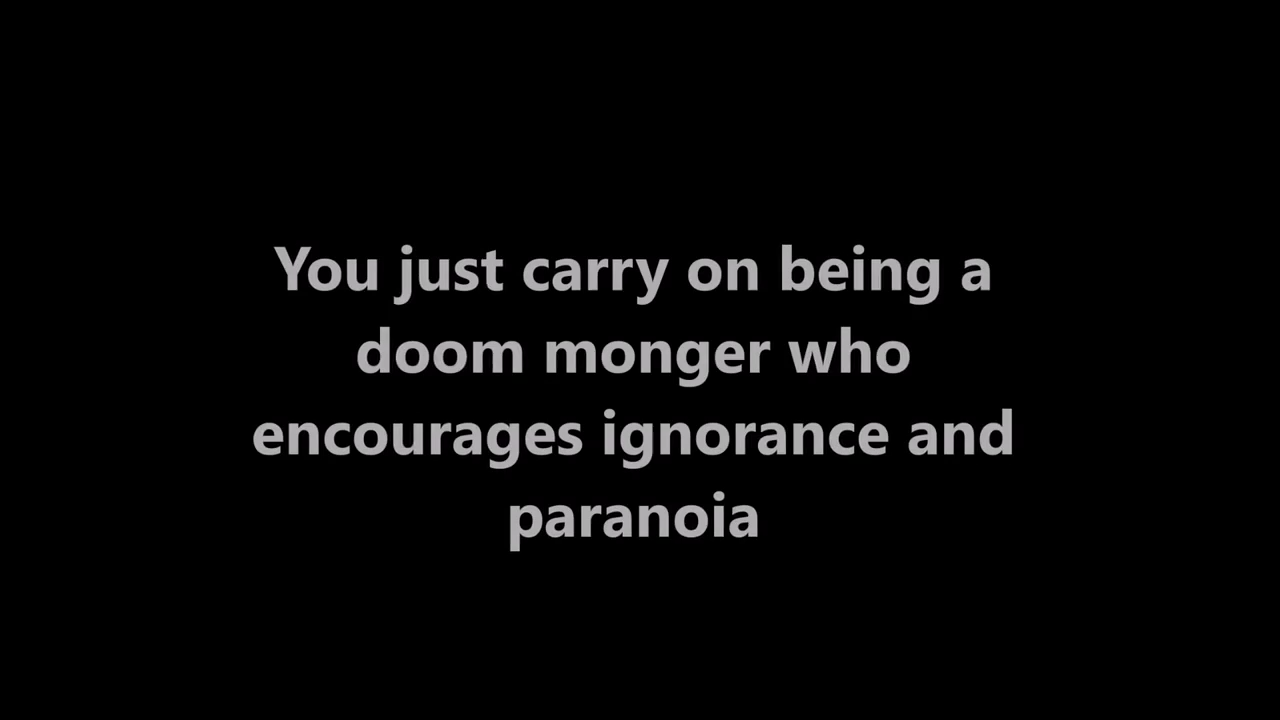 You just carry on being a
doom monger who
encourages ignorance and
paranoia